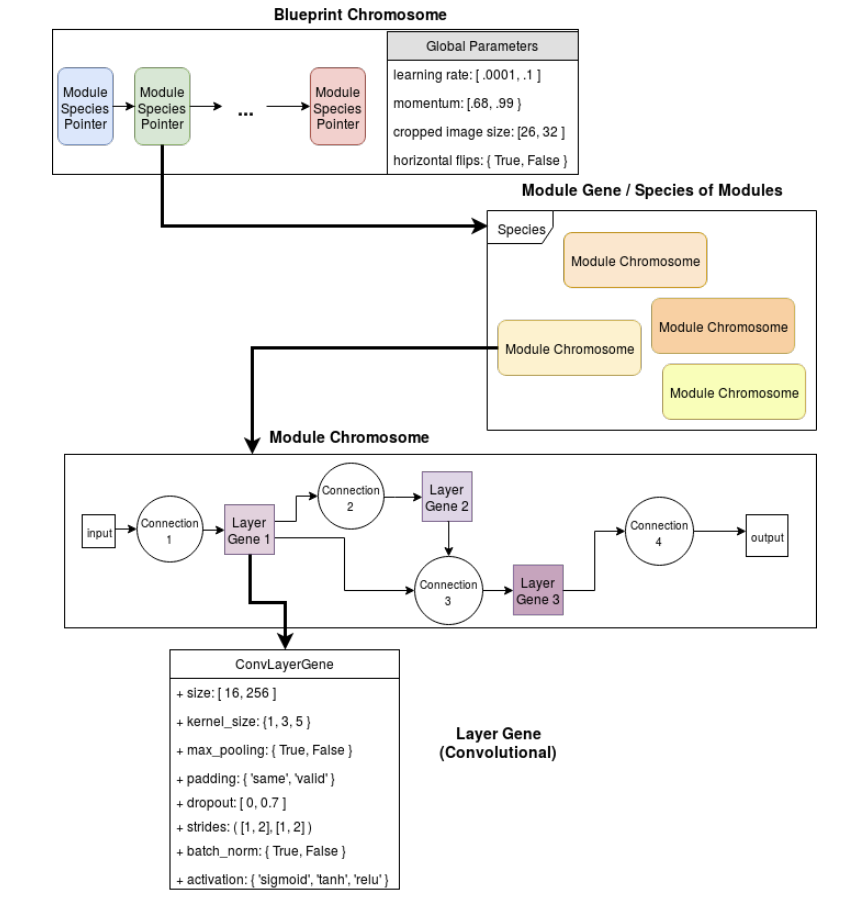 Blueprint Chromosome
Module
Species
Pointer
Module
Species
Pointer
...
Module
Species
Pointer
Global Parameters
learning rate: [ .0001, .1 ]
momentum: [.68, .99 }
cropped image size: [26, 32 ]
horizontal flips: { True, False }
Module Gene / Species of Modules
Species
Module Chromosome
Module Chromosome
Module Chromosome
Module Chromosome
Module Chromosome
input
Connection
1
Layer
Gene 1
Connection
2
Layer
Gene 2
Connection
3
Layer
Gene 3
Connection
4
output
ConvLayerGene
+ size: [ 16, 256 ]
+ kernel_size: {1, 3, 5 }
+ max_pooling: { True, False }
+ padding: { 'same', 'valid' }
+ dropout: [ 0, 0.7 ]
+ strides: ( [1, 2], [1, 2] )
+ batch_norm: { True, False }
+ activation: { 'sigmoid', 'tanh', 'relu' }
Layer Gene
(Convolutional)